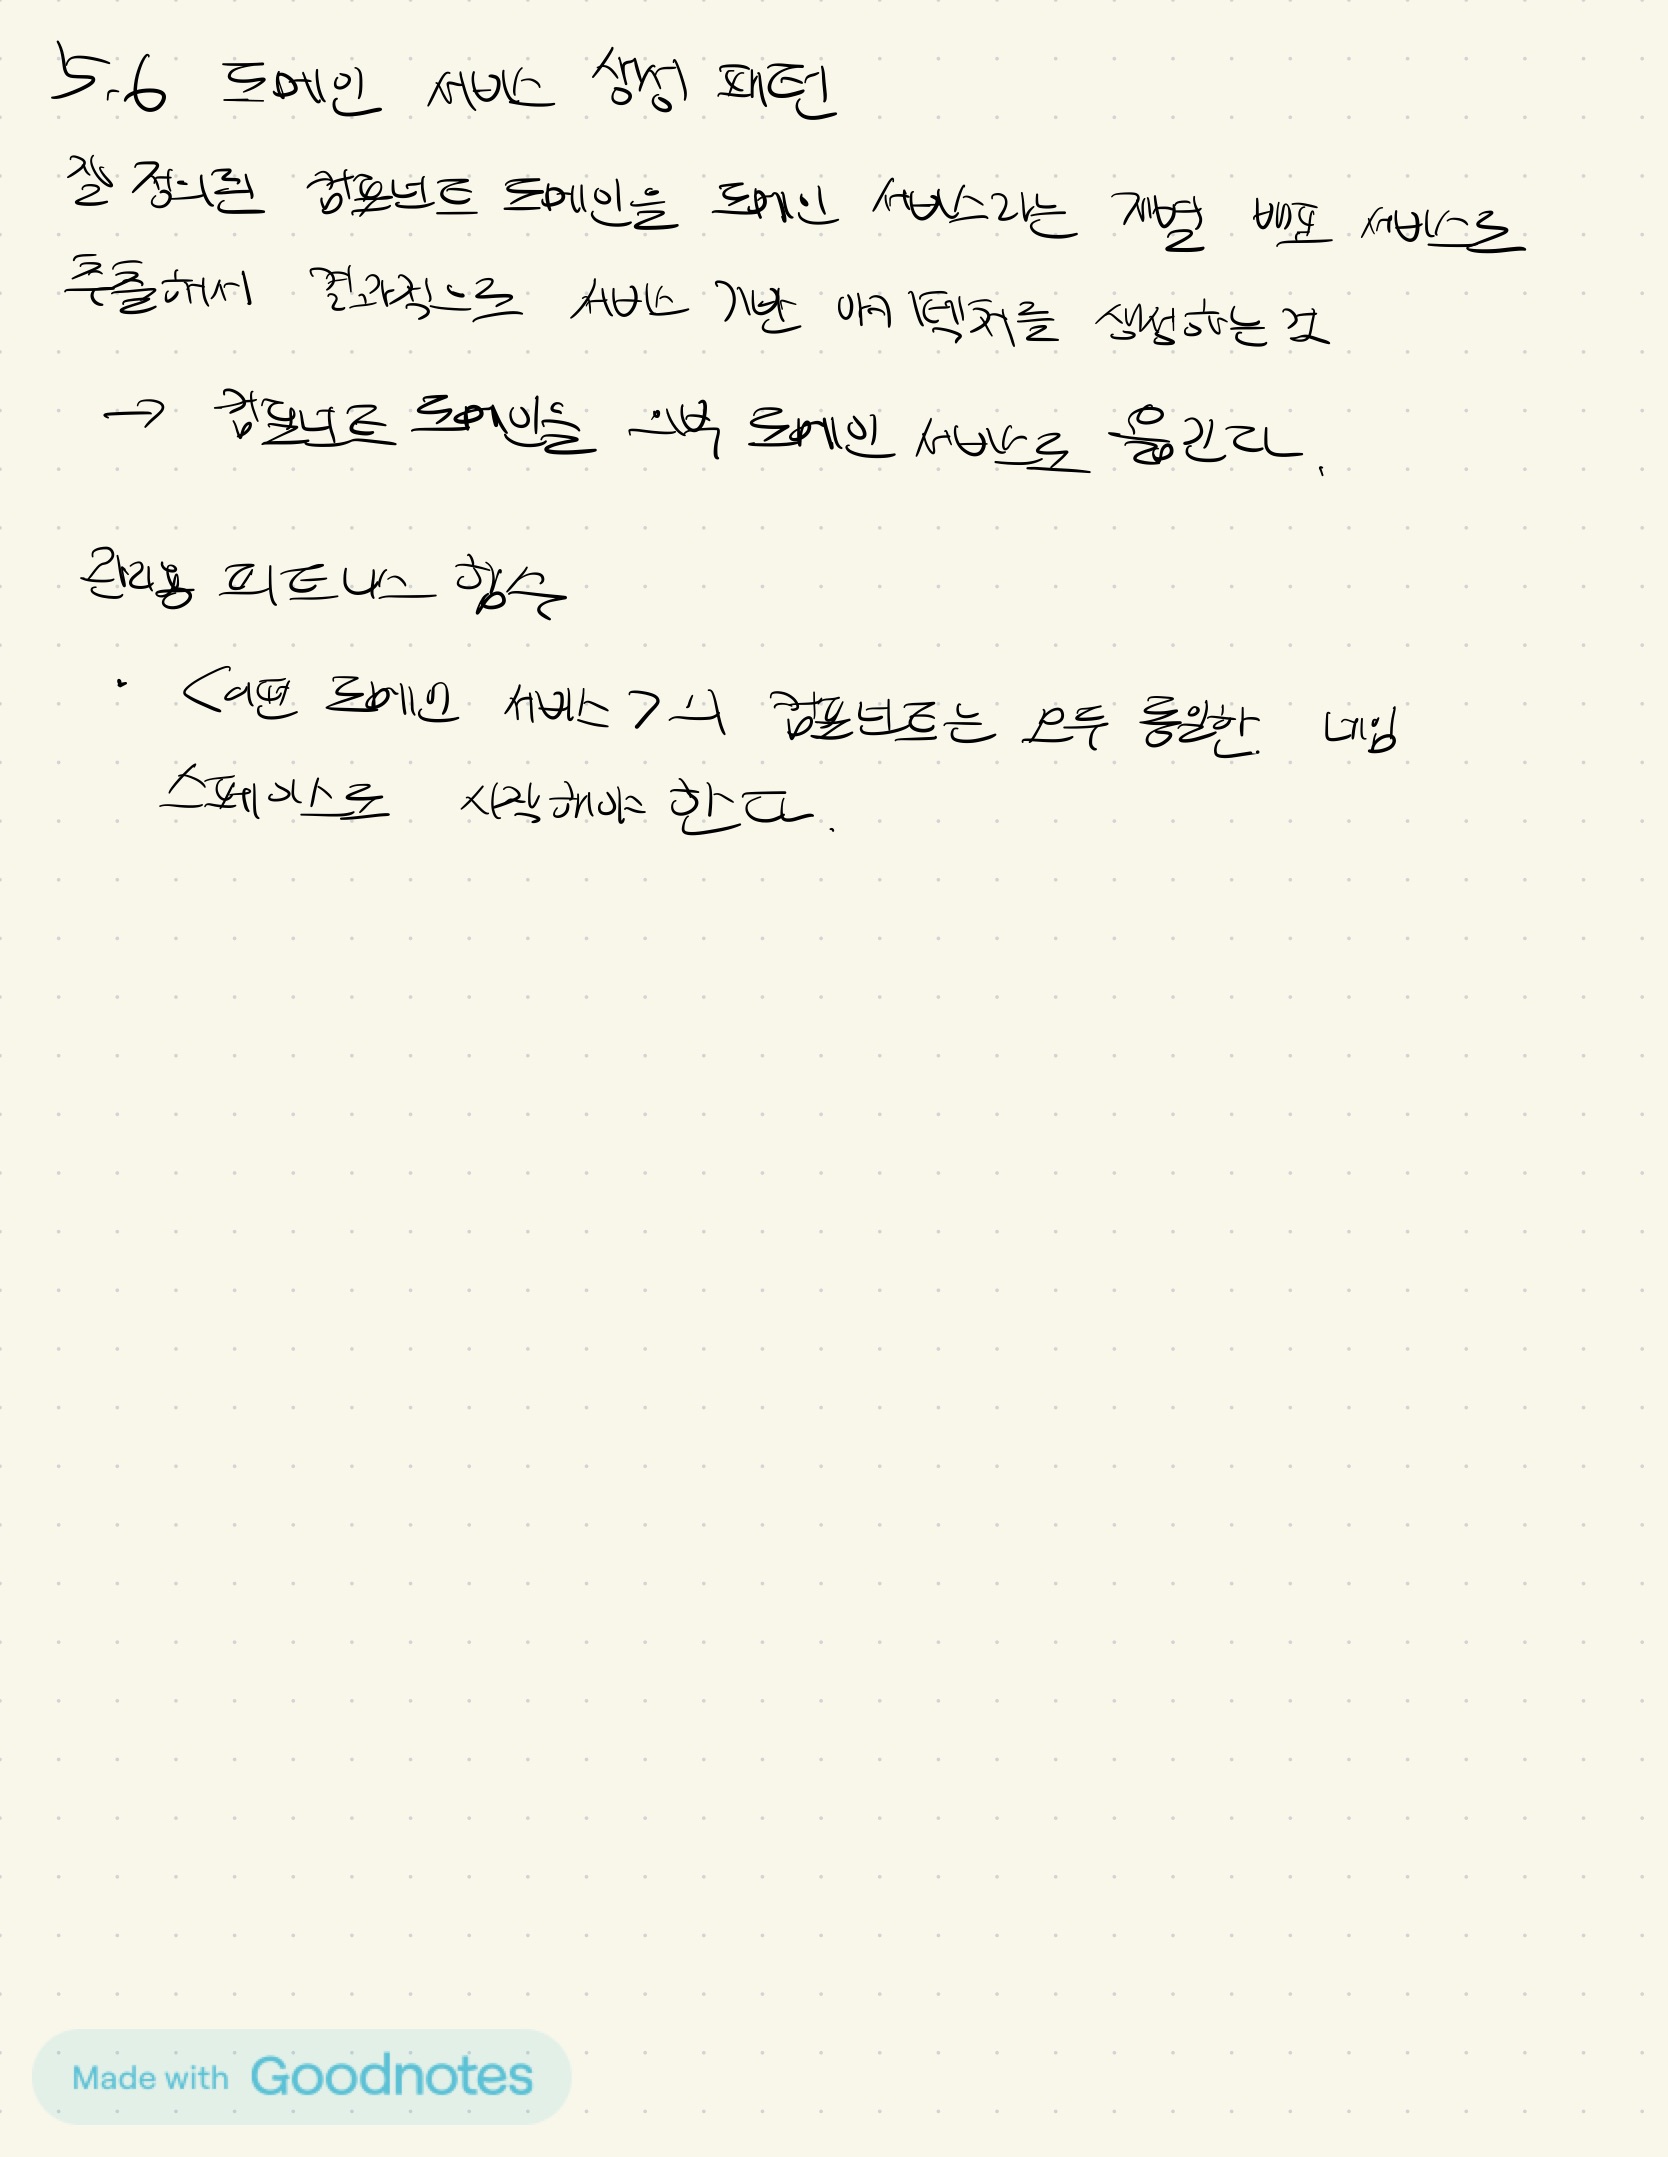 5.6 도메인 서비스 생성 패턴
잘 정의된 컴포넌트 도메인을 도메인 서비스라는 개별 배포 서비스로
추출해서 결과적으로 서비스 기반 아키텍처를 생성하는 것
→ 컴포넌트 도메인을 외부 도메인 서비스로 옮긴다.
관리용 피트니스 함수
· <어떤 도메인 서비스>의 컴포넌트는 모두 동일한 네임
스페이스로 시작해야 한다.
Made with Goodnotes